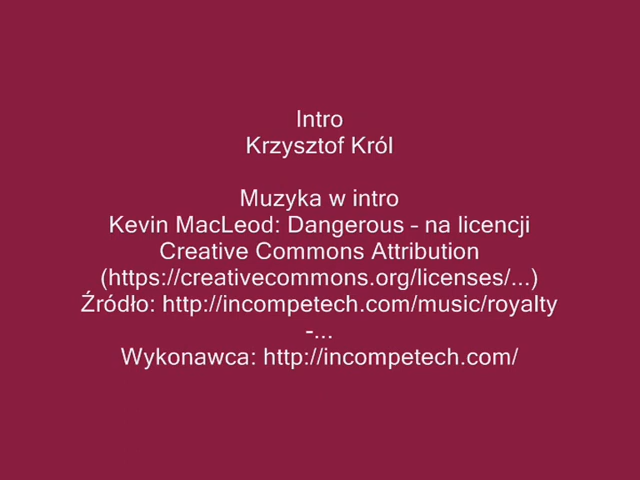 Intro
Krzysztof Król
Muzyka w intro
Kevin MacLeod: Dangerous – na licencji
Creative Commons Attribution
(https://creativecommons.org/licenses/...)
Źródło: http://incompetech.com/music/royalty
-...
Wykonawca: http://incompetech.com/